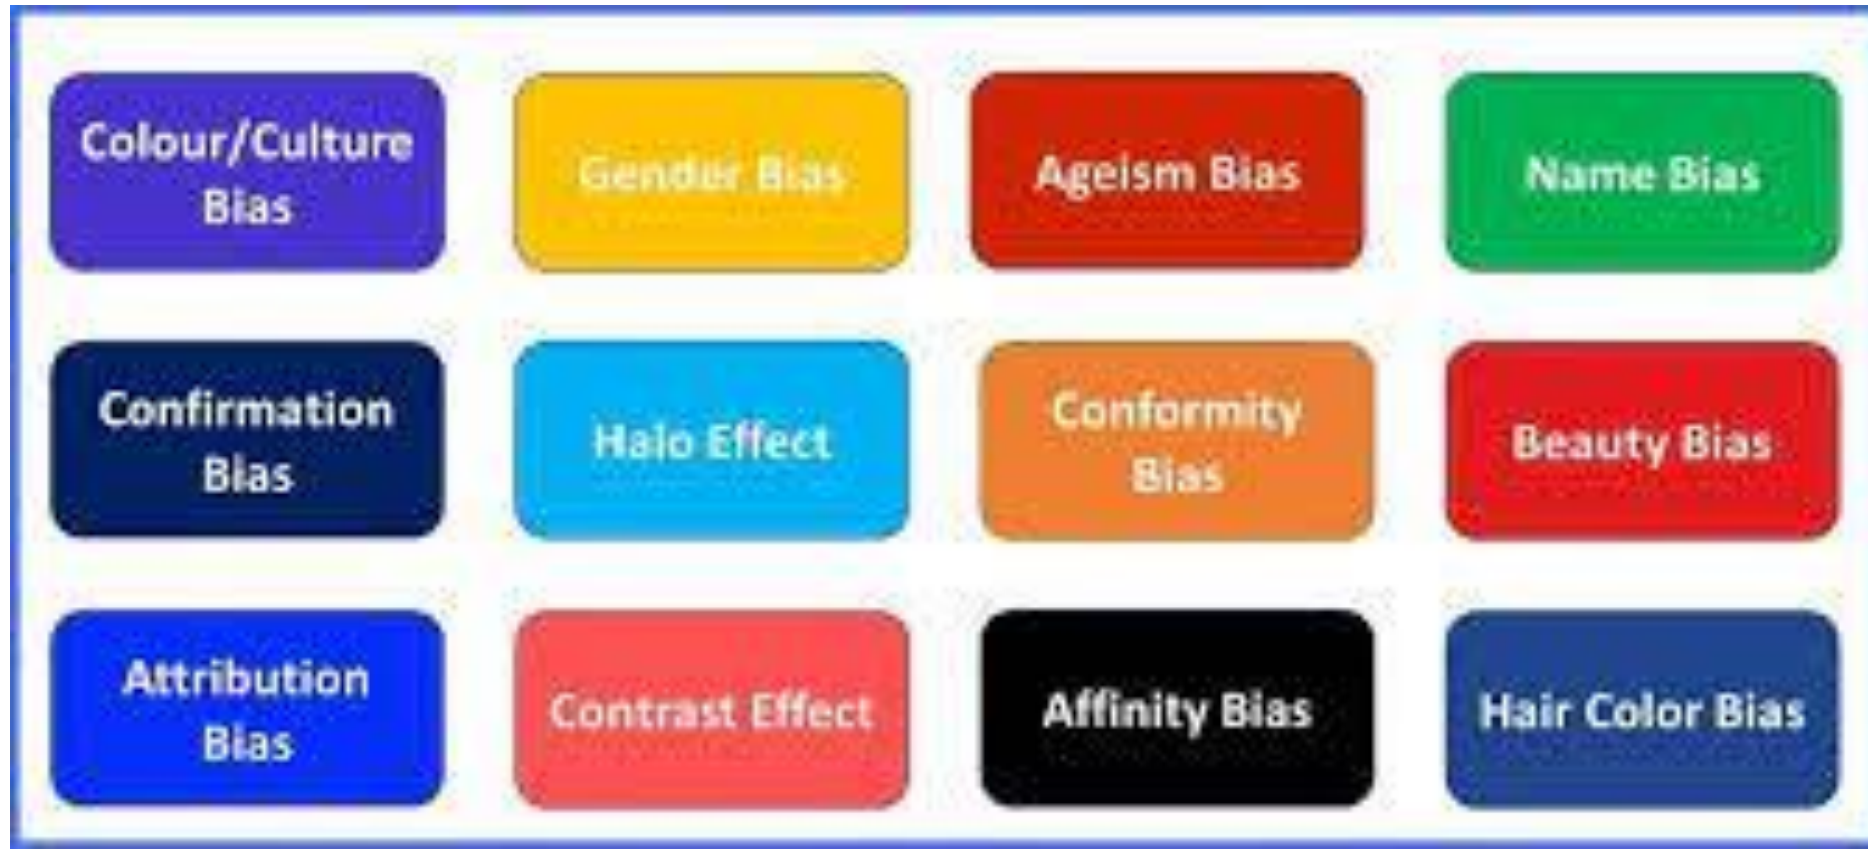 Colour/Culture
Bias
Gender Bias
Ageism Bias
Name Bias
Confirmation
Bias
Halo Effect
Conformity
Bias
Beauty Bias
Attribution
Bias
Contrast Effect
Affinity Bias
Hair Color Bias